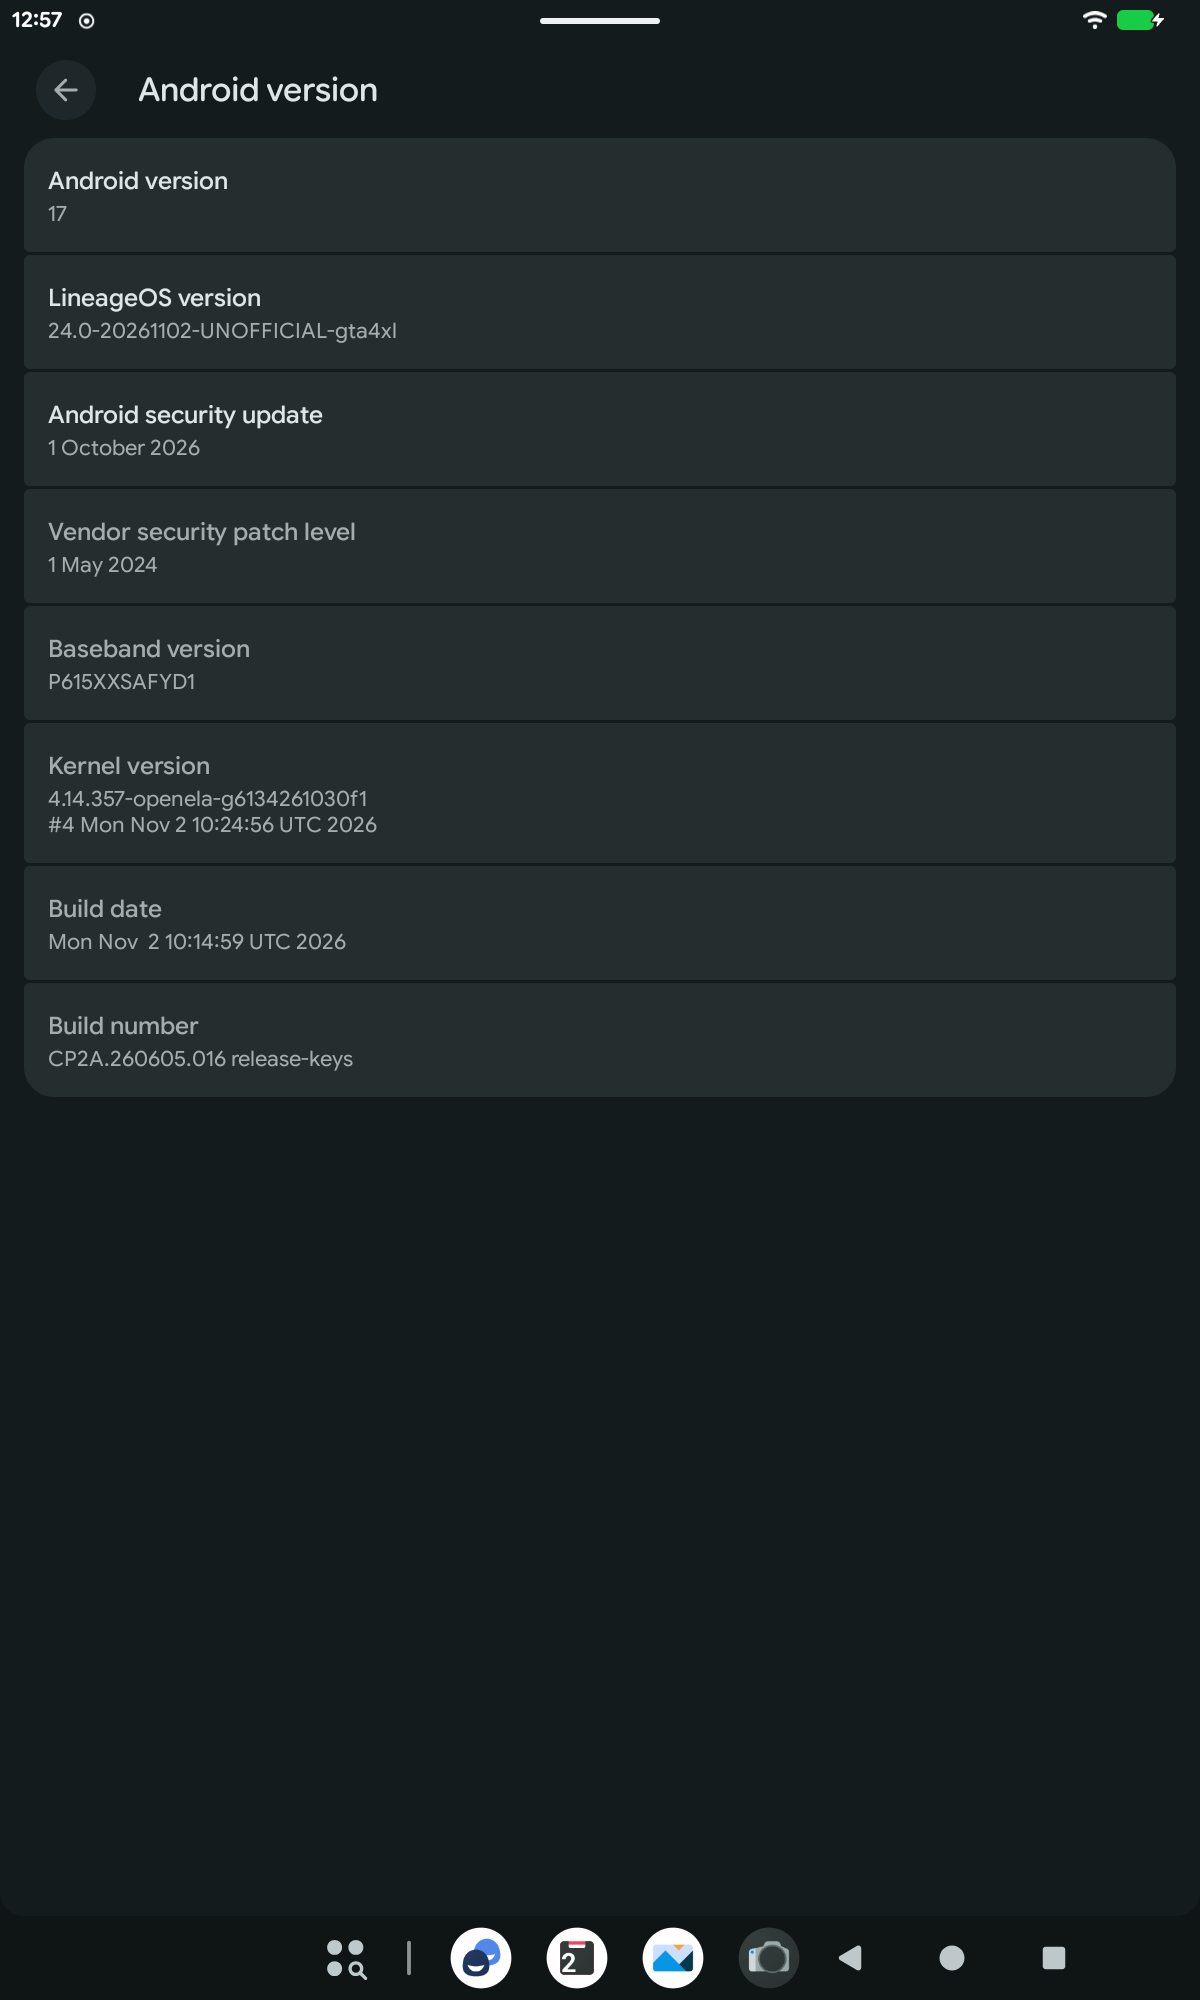 12:57
Android version
Android version
17
LineageOS version
24.0-20261102-UNOFFICIAL-gta4xl
Android security update
1 October 2026
Vendor security patch level
1 May 2024
Baseband version
P615XXSAFYD1
Kernel version
4.14.357-openela-g6134261030f1
#4 Mon Nov 2 10:24:56 UTC 2026
Build date
Mon Nov  2 10:14:59 UTC 2026
Build number
CP2A.260605.016 release-keys
2